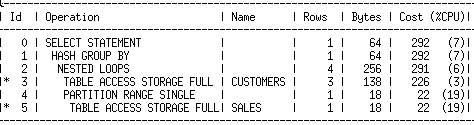 | Id | Operation | Name | Rows | Bytes | Cost (%CPU)|
| 0 | SELECT STATEMENT | | 1 | 64 | 292 (7)|
| 1 | HASH GROUP BY | | 1 | 64 | 292 (7)|
| 2 | NESTED LOOPS | | 4 | 256 | 291 (6)|
|* 3 | TABLE ACCESS STORAGE FULL | CUSTOMERS | 3 | 138 | 226 (3)|
| 4 | PARTITION RANGE SINGLE | | 1 | 18 | 22 (19)|
|* 5 | TABLE ACCESS STORAGE FULL| SALES | 1 | 18 | 22 (19)|